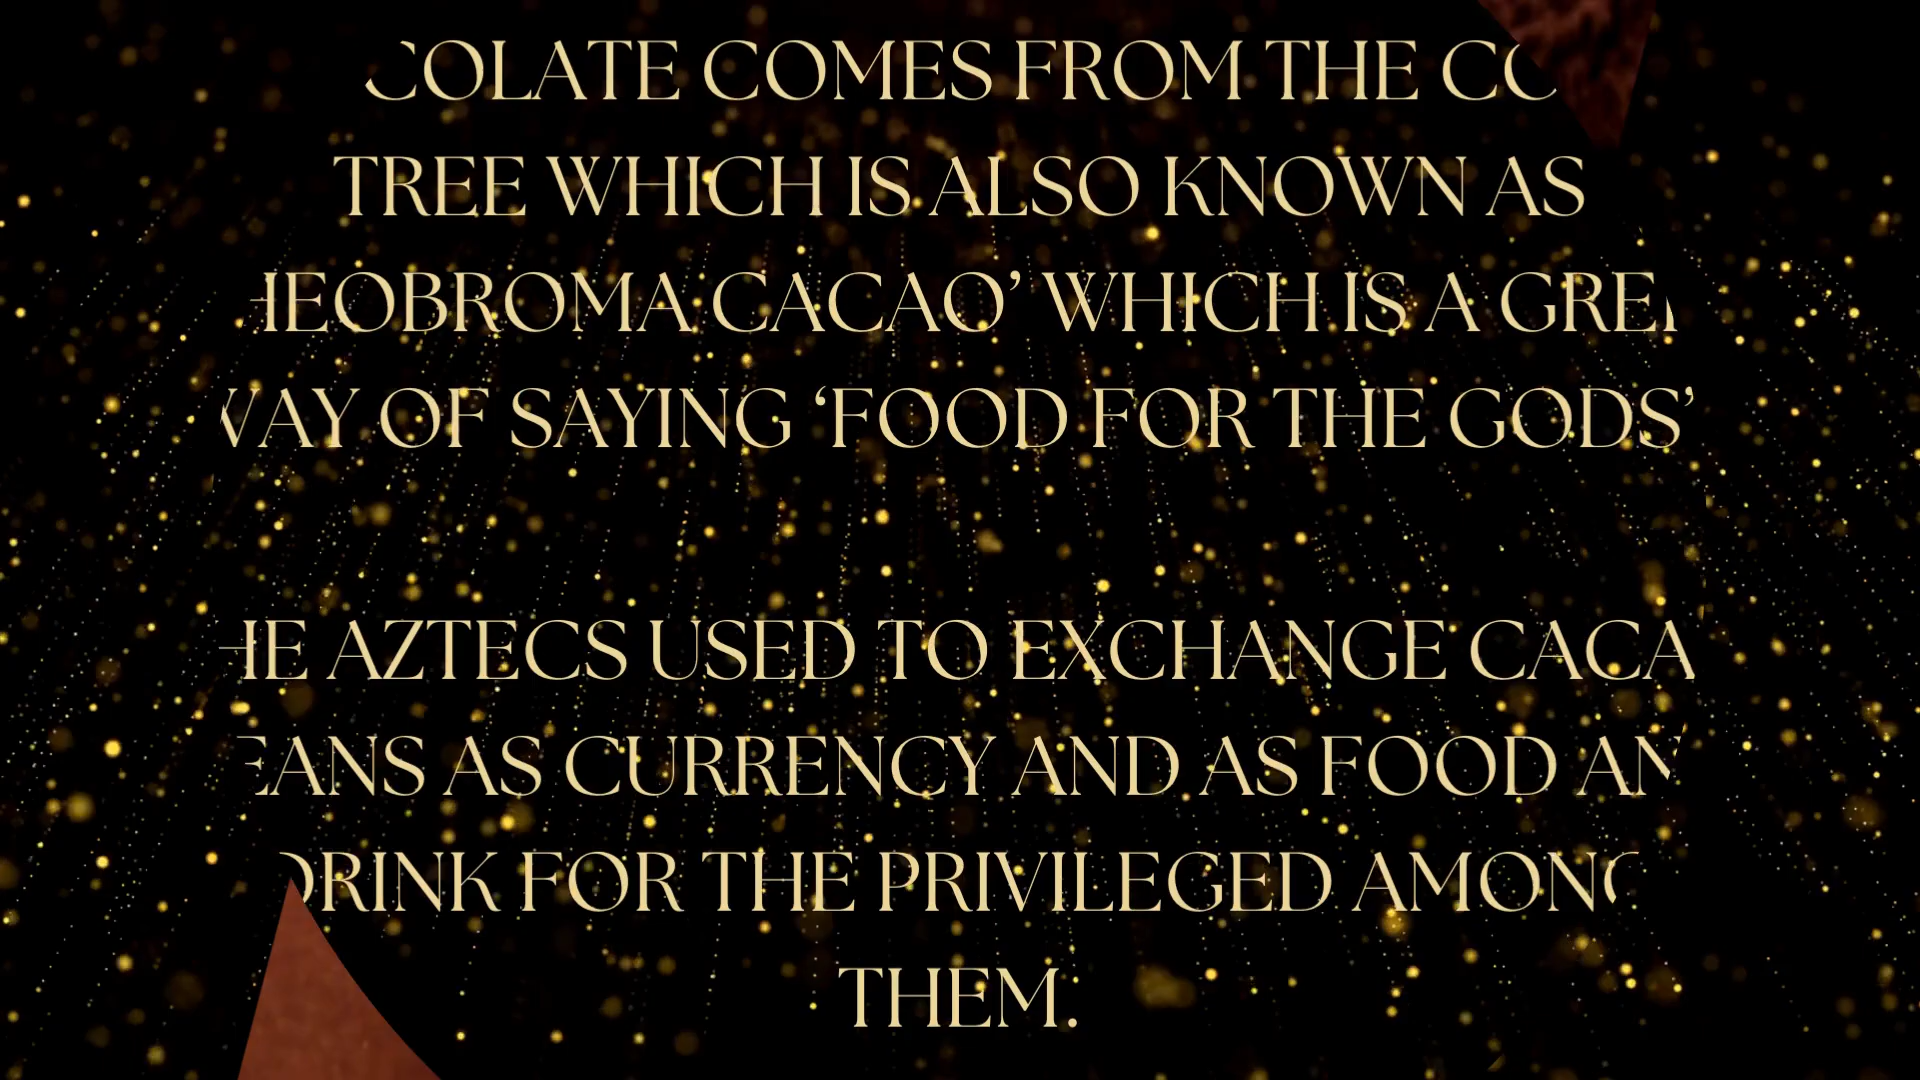 COLATE COMES FROM THE CO
TREE WHICH IS ALSO KNOWN AS
HEOBROMA CACAO’ WHICH IS A GREE
WAY OF SAYING ‘FOOD FOR THE GODS’
HE AZTECS USED TO EXCHANGE CACA
EANS AS CURRENCY AND AS FOOD AN
DRINK FOR THE PRIVILEGED AMONG
THEM.